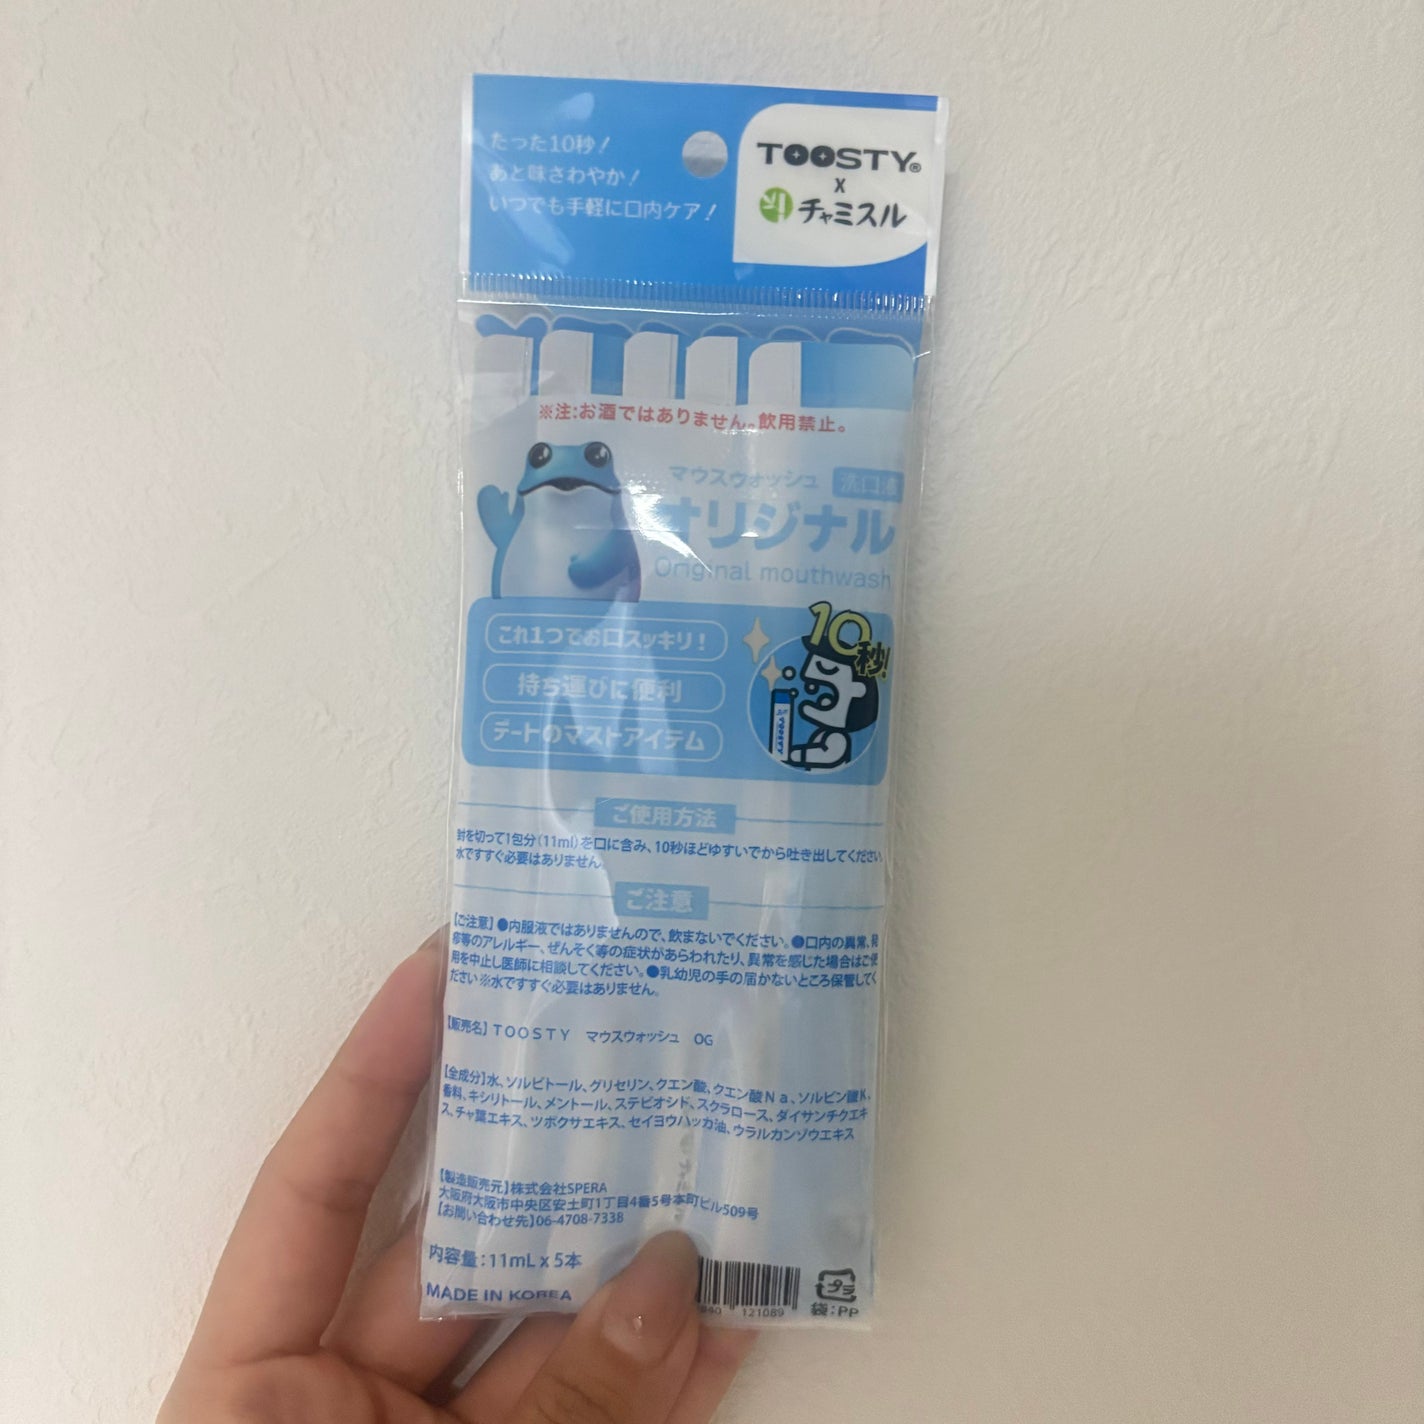 たった10秒!
あと味さわやか!
いつでも手軽に口内ケア!
TOOSTY®
X
チャミスル
※注:お酒ではありません。飲用禁止。
マウスウォッシュ 洗口液
オリジナル
Original mouthwash
これ1つでお口スッキリ!
持ち運びに便利
デートのマストアイテム
10秒!
TOOSTY
ご使用方法
封を切って1包分(11ml)を口に含み、10秒ほどゆすいでから吐き出してください。
水ですすぐ必要はありません。
ご注意
【ご注意】●内服液ではありませんので、飲まないでください。●口内の異常、発
疹等のアレルギー、ぜんそく等の症状があらわれたり、異常を感じた場合はご使
用を中止し医師に相談してください。●乳幼児の手の届かないところ保管してく
ださい※水ですすぐ必要はありません。
【販売名】TOOSTY マウスウォッシュ OG
【全成分】水、ソルビトール、グリセリン、クエン酸、クエン酸Na、ソルビン酸K、
香料、キシリトール、メントール、ステビオシド、スクラロース、ダイサンチクエキ
ス、チャ葉エキス、ツボクサエキス、セイヨウハッカ油、ウラルカンゾウエキス
【製造販売元】株式会社SPERA
大阪府大阪市中央区安土町1丁目4番5号本町ビル509号
【お問い合わせ先】06-4708-7338
チャミスル
内容量:11mL x 5本
MADE IN KOREA
840 121089
プラ
袋:PP